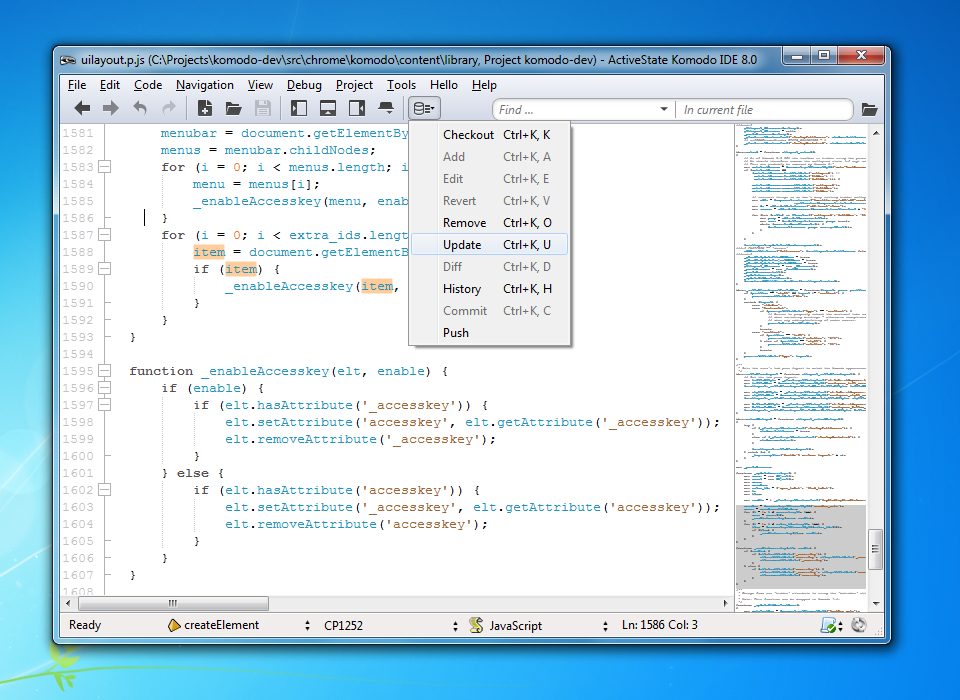 uilayout.p.js (C:\Projects\komodo-dev\src\chrome\komodo\content\library, Project komodo-dev) - ActiveState Komodo IDE 8.0
File Edit Code Navigation View Debug Project Tools Hello Help
Find ... In current file
1581 menubar = document.getElementBy
1582 menus = menubar.childNodes;
1583 for (i = 0; i < menus.length; i
1584 menu = menus[i];
1585 _enableAccesskey(menu, enab
1586 }
1587 for (i = 0; i < extra_ids.lengt
1588 item = document.getElementB
1589 if (item) {
1590 _enableAccesskey(item,
1591 }
1592 }
1593 }
1594
1595 function _enableAccesskey(elt, enable) {
1596 if (enable) {
1597 if (elt.hasAttribute('_accesskey')) {
1598 elt.setAttribute('accesskey', elt.getAttribute('_accesskey'));
1599 elt.removeAttribute('_accesskey');
1600 }
1601 } else {
1602 if (elt.hasAttribute('accesskey')) {
1603 elt.setAttribute('_accesskey', elt.getAttribute('accesskey'));
1604 elt.removeAttribute('accesskey');
1605 }
1606 }
1607 }
1608
Checkout Ctrl+K, K
Add Ctrl+K, A
Edit Ctrl+K, E
Revert Ctrl+K, V
Remove Ctrl+K, O
Update Ctrl+K, U
Diff Ctrl+K, D
History Ctrl+K, H
Commit Ctrl+K, C
Push
Ready createElement CP1252 JavaScript Ln: 1586 Col: 3